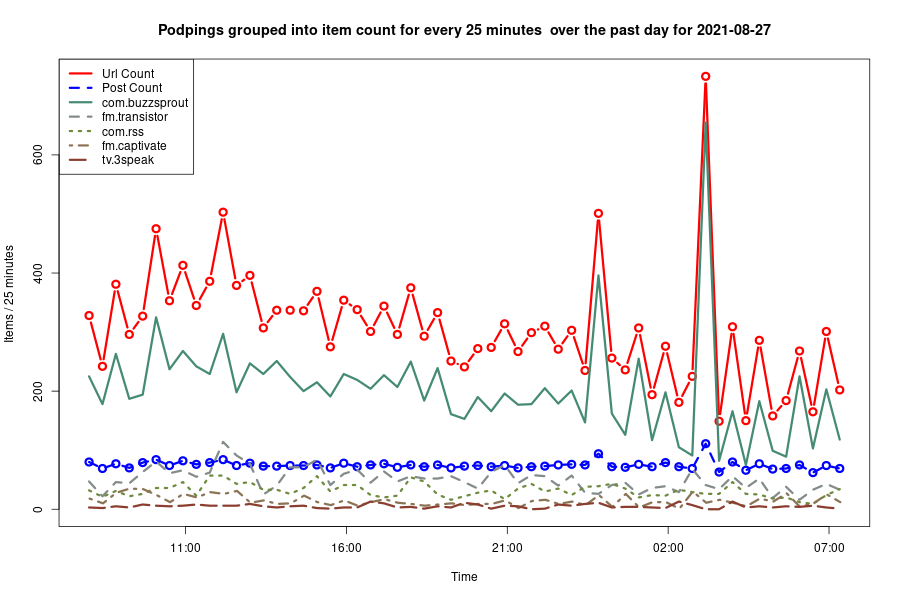 Podpings grouped into item count for every 25 minutes  over the past day for 2021-08-27
Url Count
Post Count
com.buzzsprout
fm.transistor
com.rss
fm.captivate
tv.3speak
Items / 25 minutes
600
400
200
0
11:00
16:00
21:00
02:00
07:00
Time